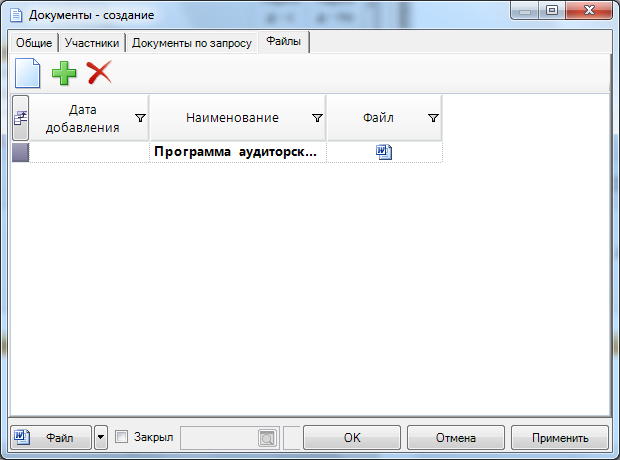 Документы - создание
Общие Участники Документы по запросу Файлы
Дата добавления Наименование Файл
Программа аудиторск...
Файл Закрыл ОК Отмена Применить